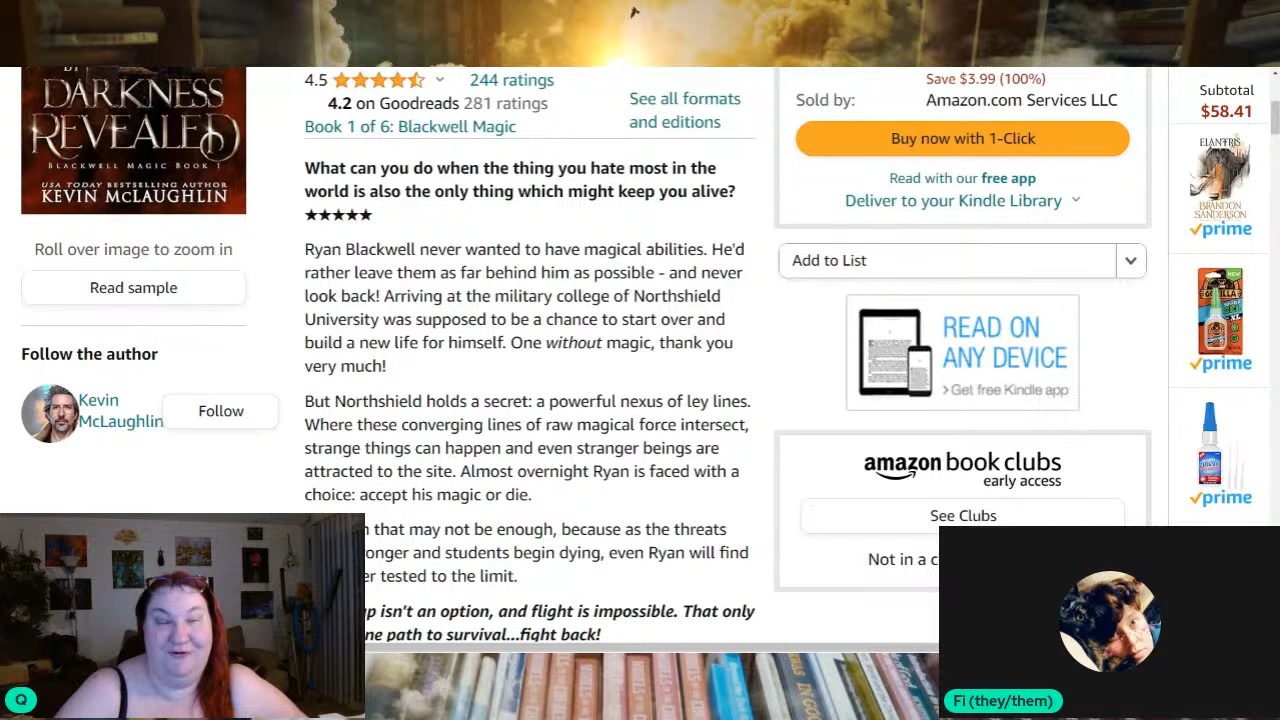 DARKNESS
REVEALED
BLACKWELL MAGIC BOOK 1
USA TODAY BESTSELLING AUTHOR
KEVIN McLAUGHLIN
Roll over image to zoom in
Read sample
Follow the author
Kevin
McLaughlin
Follow
4.5
244 ratings
4.2 on Goodreads 281 ratings
Book 1 of 6: Blackwell Magic
See all formats
and editions
What can you do when the thing you hate most in the
world is also the only thing which might keep you alive?
★★★★★
Ryan Blackwell never wanted to have magical abilities. He'd
rather leave them as far behind him as possible - and never
look back! Arriving at the military college of Northshield
University was supposed to be a chance to start over and
build a new life for himself. One without magic, thank you
very much!
But Northshield holds a secret: a powerful nexus of ley lines.
Where these converging lines of raw magical force intersect,
strange things can happen and even stranger beings are
attracted to the site. Almost overnight Ryan is faced with a
choice: accept his magic or die.
that may not be enough, because as the threats
onger and students begin dying, even Ryan will find
er tested to the limit.
up isn't an option, and flight is impossible. That only
ne path to survival...fight back!
Save $3.99 (100%)
Sold by:
Amazon.com Services LLC
Buy now with 1-Click
Read with our free app
Deliver to your Kindle Library
Add to List
READ ON
ANY DEVICE
> Get free Kindle app
amazon book clubs
early access
See Clubs
Not in a c
Subtotal
$58.41
ELANTRIS
BRANDON
SANDERSON
prime
NEW
GORILLA
GEL
XL
prime
prime
Q
Fi (they/them)